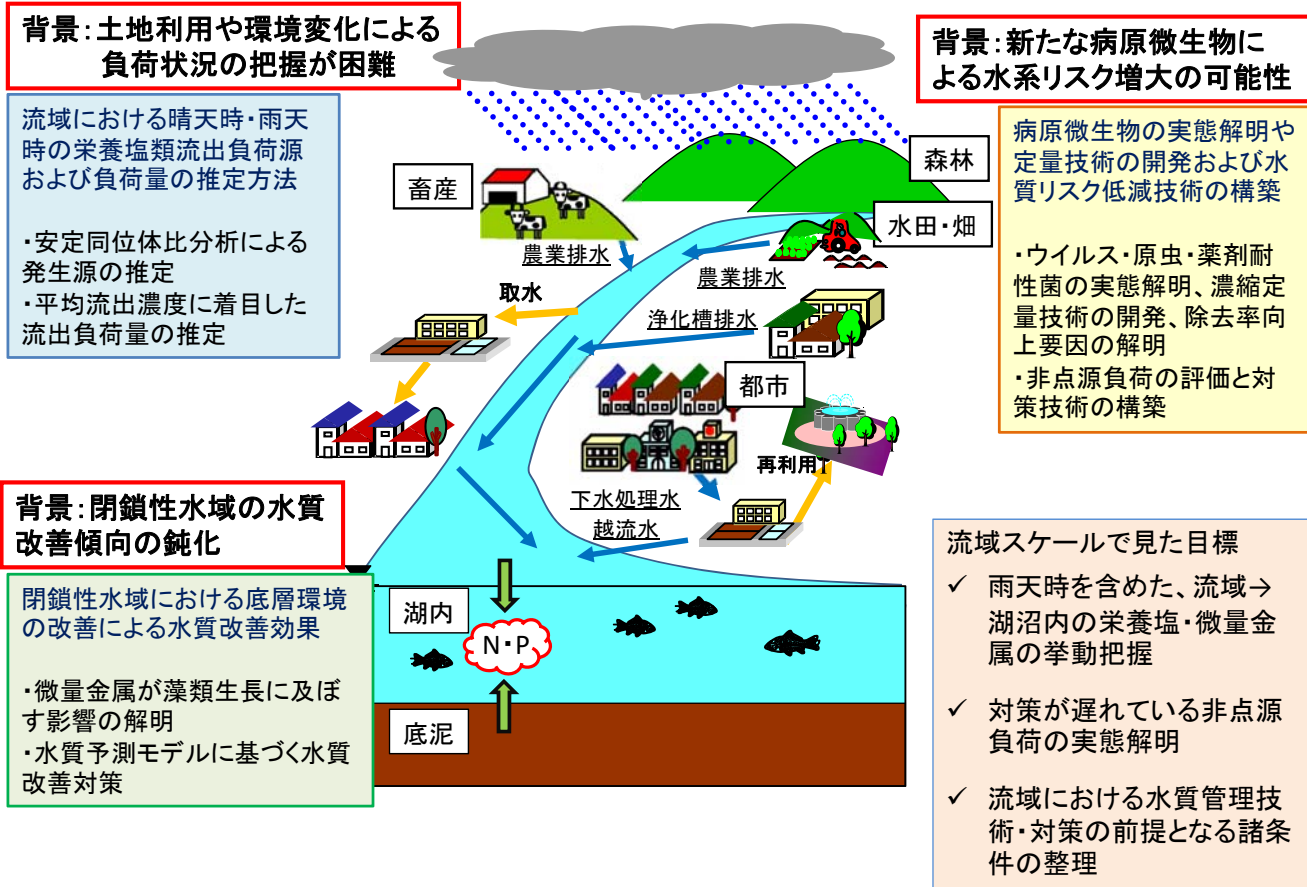 背景：土地利用や環境変化による
負荷状況の把握が困難
流域における晴天時・雨天
時の栄養塩類流出負荷源
および負荷量の推定方法
・安定同位体比分析による
発生源の推定
・平均流出濃度に着目した
流出負荷量の推定
背景：新たな病原微生物に
よる水系リスク増大の可能性
病原微生物の実態解明や
定量技術の開発および水
質リスク低減技術の構築
・ウイルス・原虫・薬剤耐
性菌の実態解明、濃縮定
量技術の開発、除去率向
上要因の解明
・非点源負荷の評価と対
策技術の構築
森林
畜産
水田・畑
農業排水
農業排水
取水
浄化槽排水
都市
再利用
下水処理水
越流水
背景：閉鎖性水域の水質
改善傾向の鈍化
閉鎖性水域における底層環境
の改善による水質改善効果
・微量金属が藻類生長に及ぼ
す影響の解明
・水質予測モデルに基づく水質
改善対策
湖内
N・P
底泥
流域スケールで見た目標
✓ 雨天時を含めた、流域→
湖沼内の栄養塩・微量金
属の挙動把握
✓ 対策が遅れている非点源
負荷の実態解明
✓ 流域における水質管理技
術・対策の前提となる諸条
件の整理